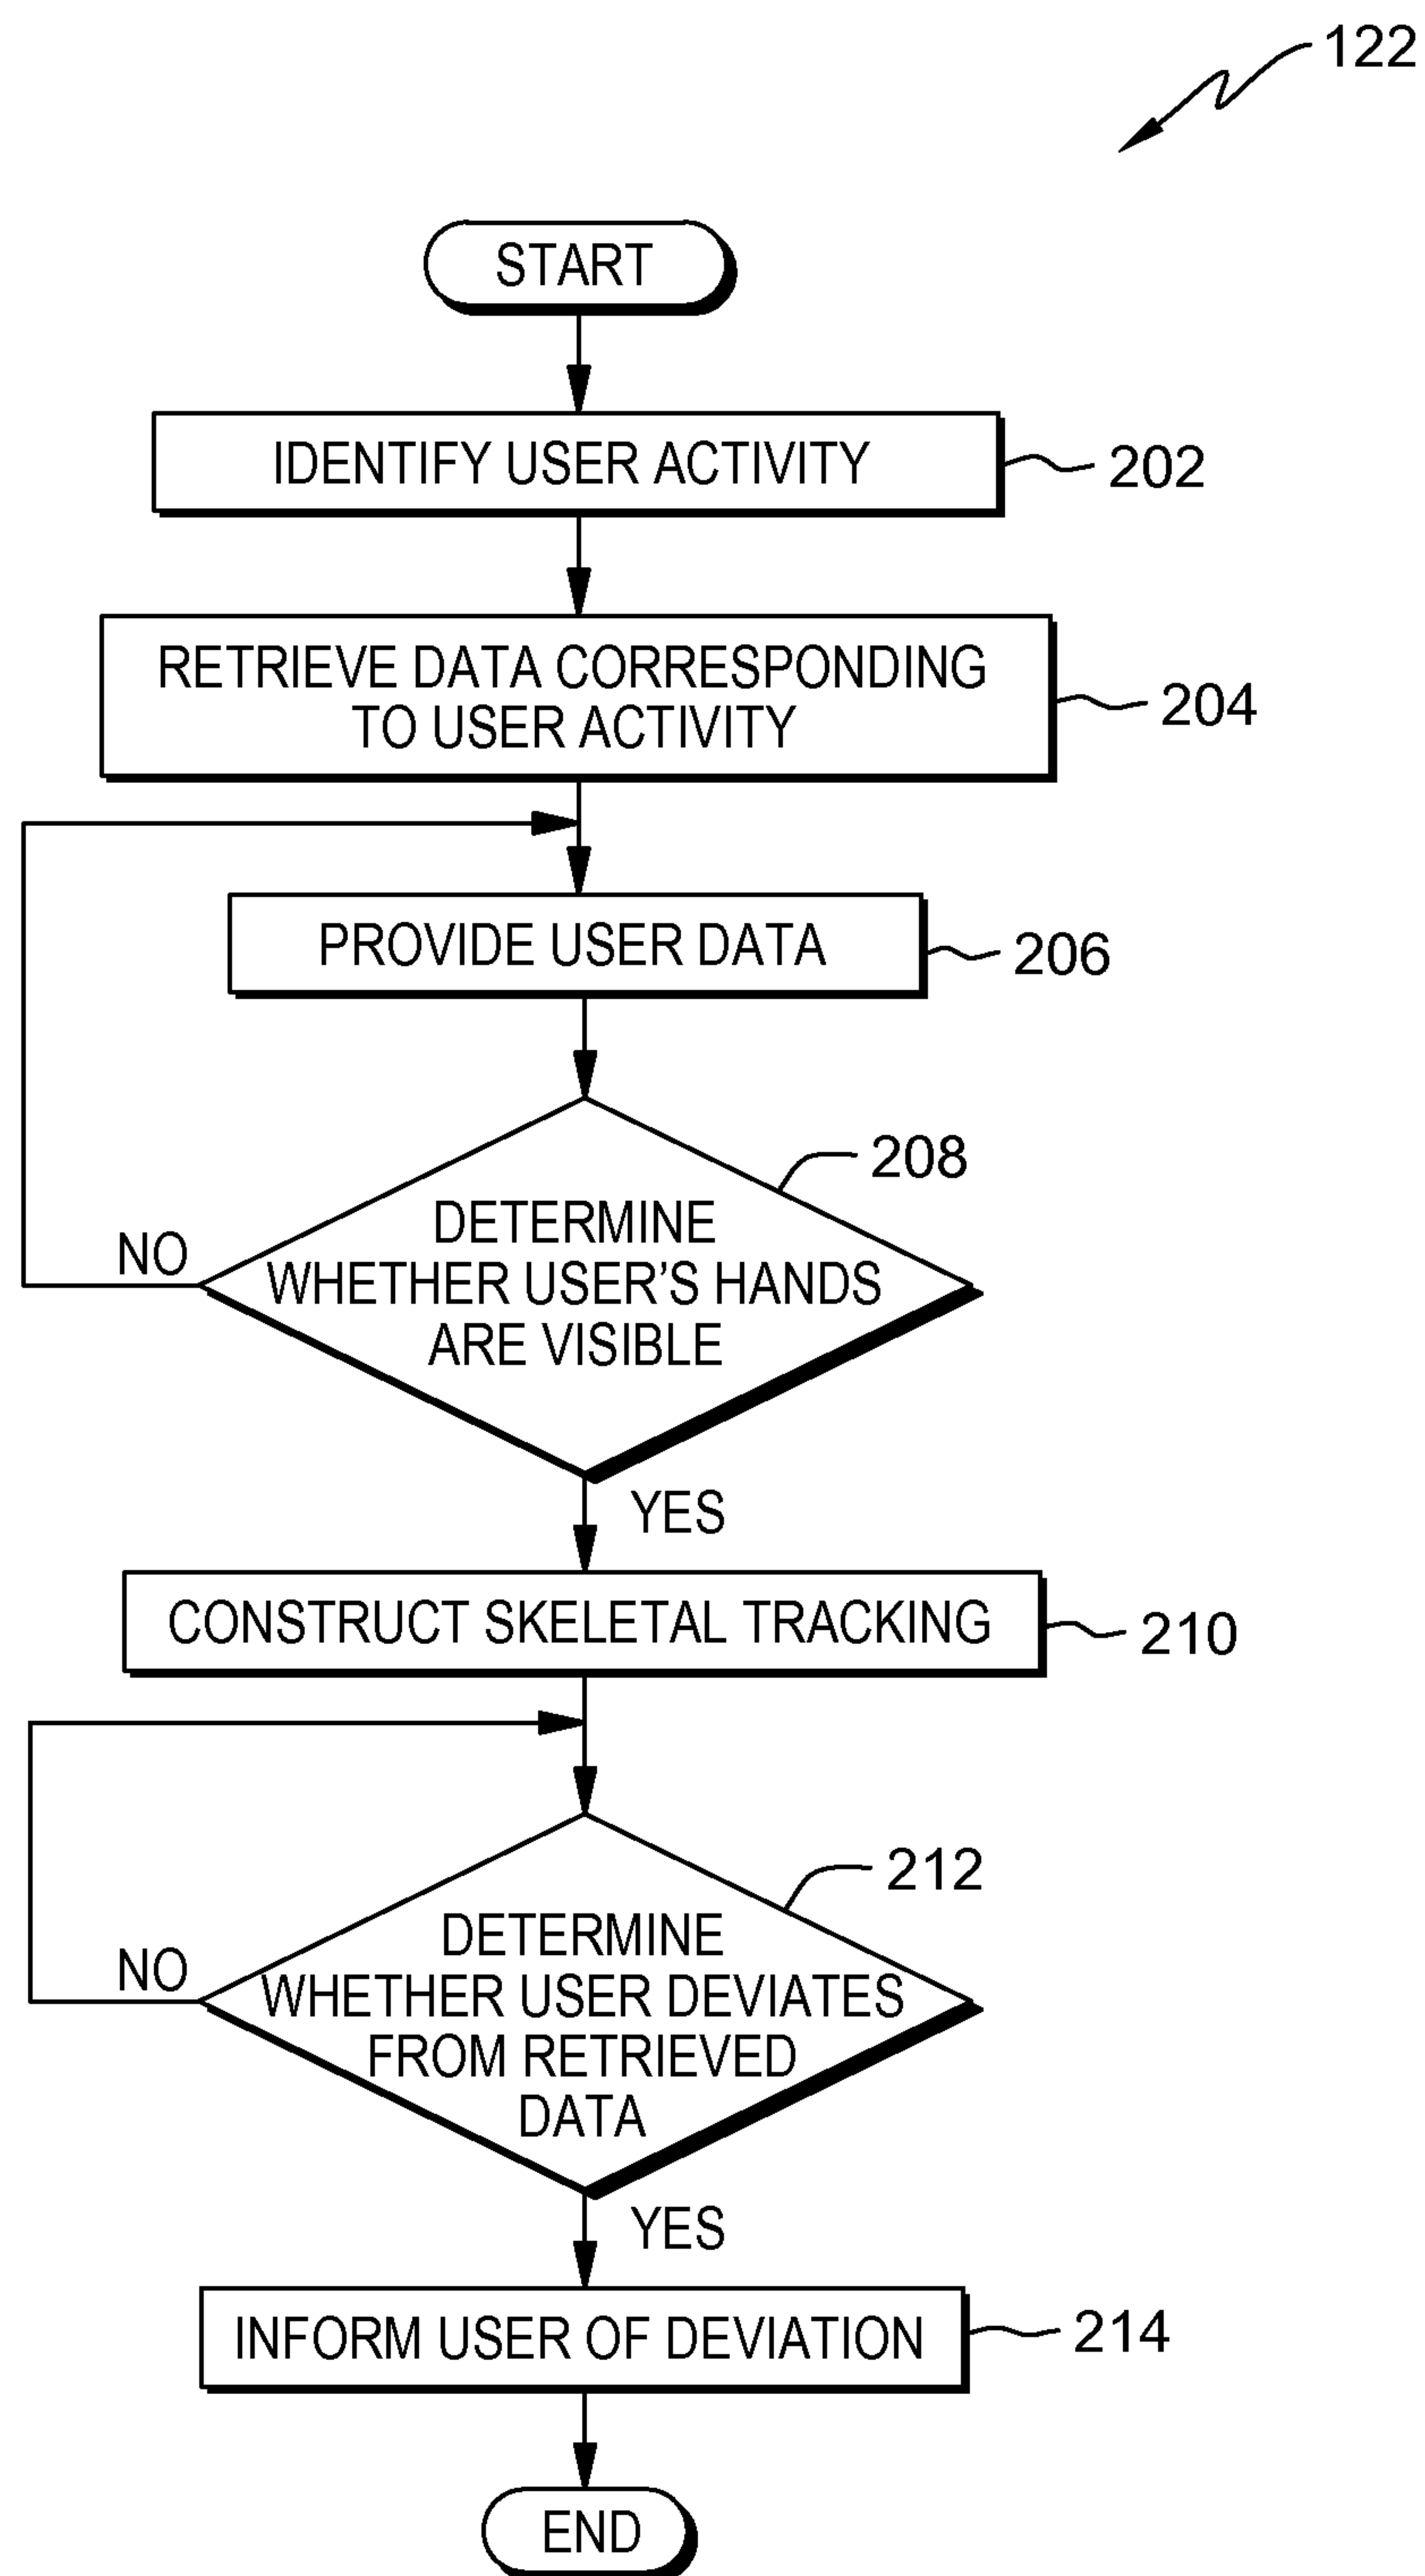 122
START
IDENTIFY USER ACTIVITY
202
RETRIEVE DATA CORRESPONDING
TO USER ACTIVITY
204
PROVIDE USER DATA
206
208
DETERMINE
WHETHER USER'S HANDS
ARE VISIBLE
NO
YES
CONSTRUCT SKELETAL TRACKING
210
212
DETERMINE
WHETHER USER DEVIATES
FROM RETRIEVED
DATA
NO
YES
INFORM USER OF DEVIATION
214
END